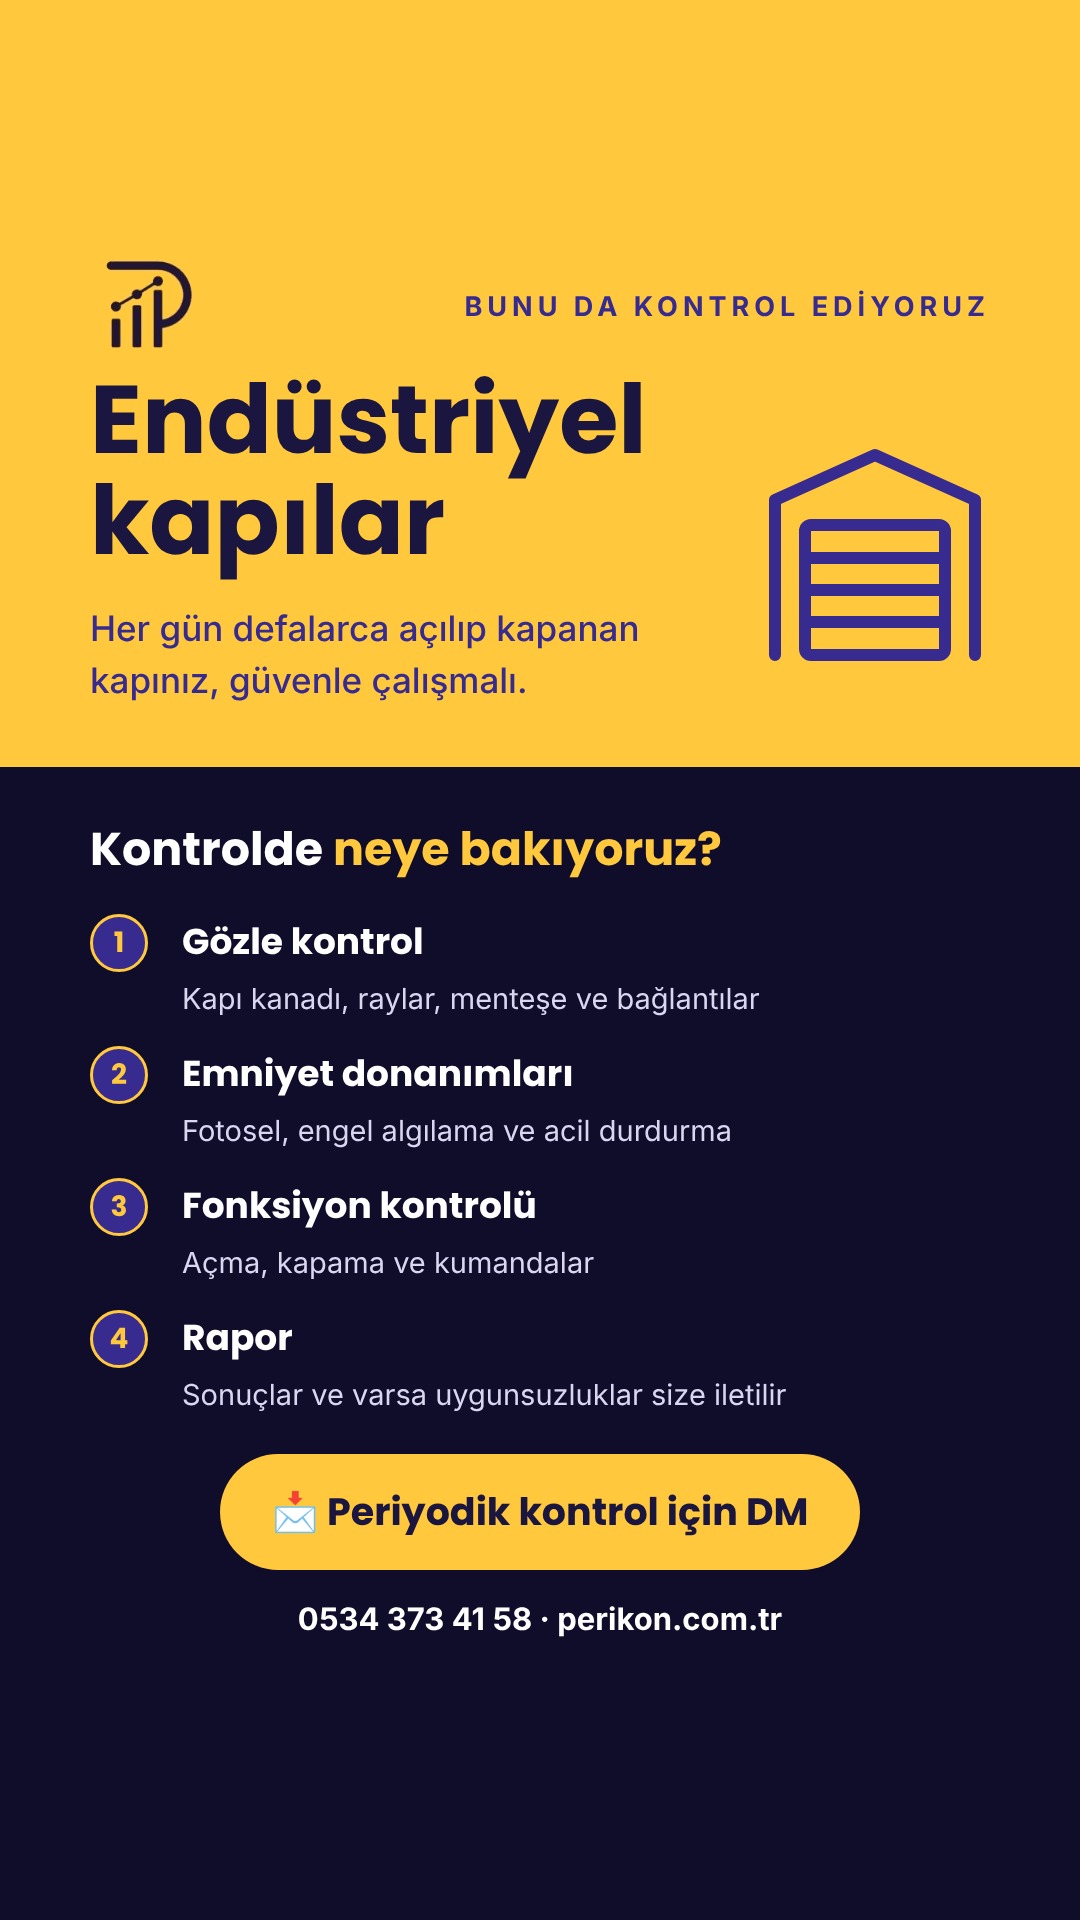 BUNU DA KONTROL EDİYORUZ
Endüstriyel
kapılar
Her gün defalarca açılıp kapanan
kapınız, güvenle çalışmalı.
Kontrolde neye bakıyoruz?
1 Gözle kontrol
Kapı kanadı, raylar, menteşe ve bağlantılar
2 Emniyet donanımları
Fotosel, engel algılama ve acil durdurma
3 Fonksiyon kontrolü
Açma, kapama ve kumandalar
4 Rapor
Sonuçlar ve varsa uygunsuzluklar size iletilir
📩 Periyodik kontrol için DM
0534 373 41 58 · perikon.com.tr